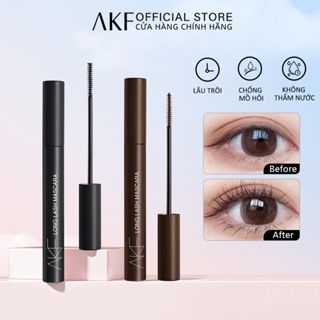 AKF OFFICIAL STORE
CỬA HÀNG CHÍNH HÃNG
LÂU TRÔI
CHỐNG
MỒ HÔI
KHÔNG
THẤM NƯỚC
AKF LONG LASH MASCARA
AKF LONG LASH MASCARA
Before
After